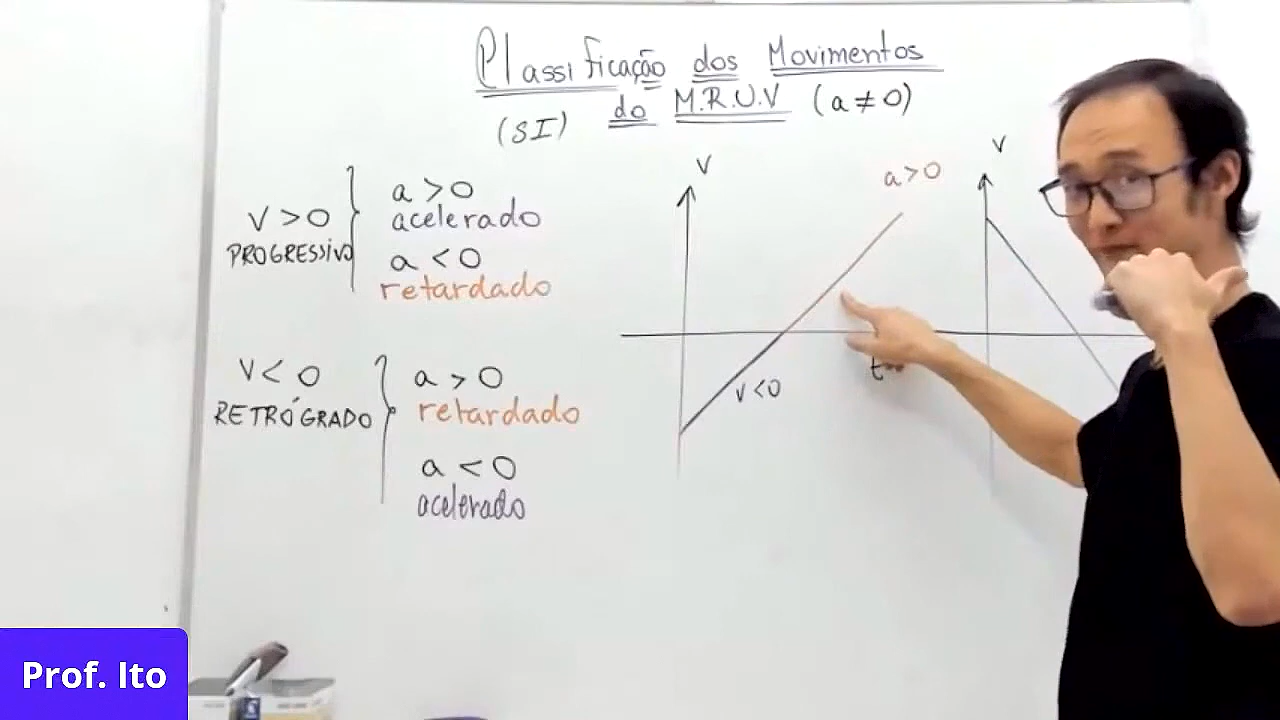 Classificação dos Movimentos
(SI) do M.R.U.V (a ≠ 0)
v > 0
PROGRESSIVO
a > 0
acelerado
a < 0
retardado
v < 0
RETRÓGRADO
a > 0
retardado
a < 0
acelerado
v
a > 0
v < 0
t
v
Prof. Ito